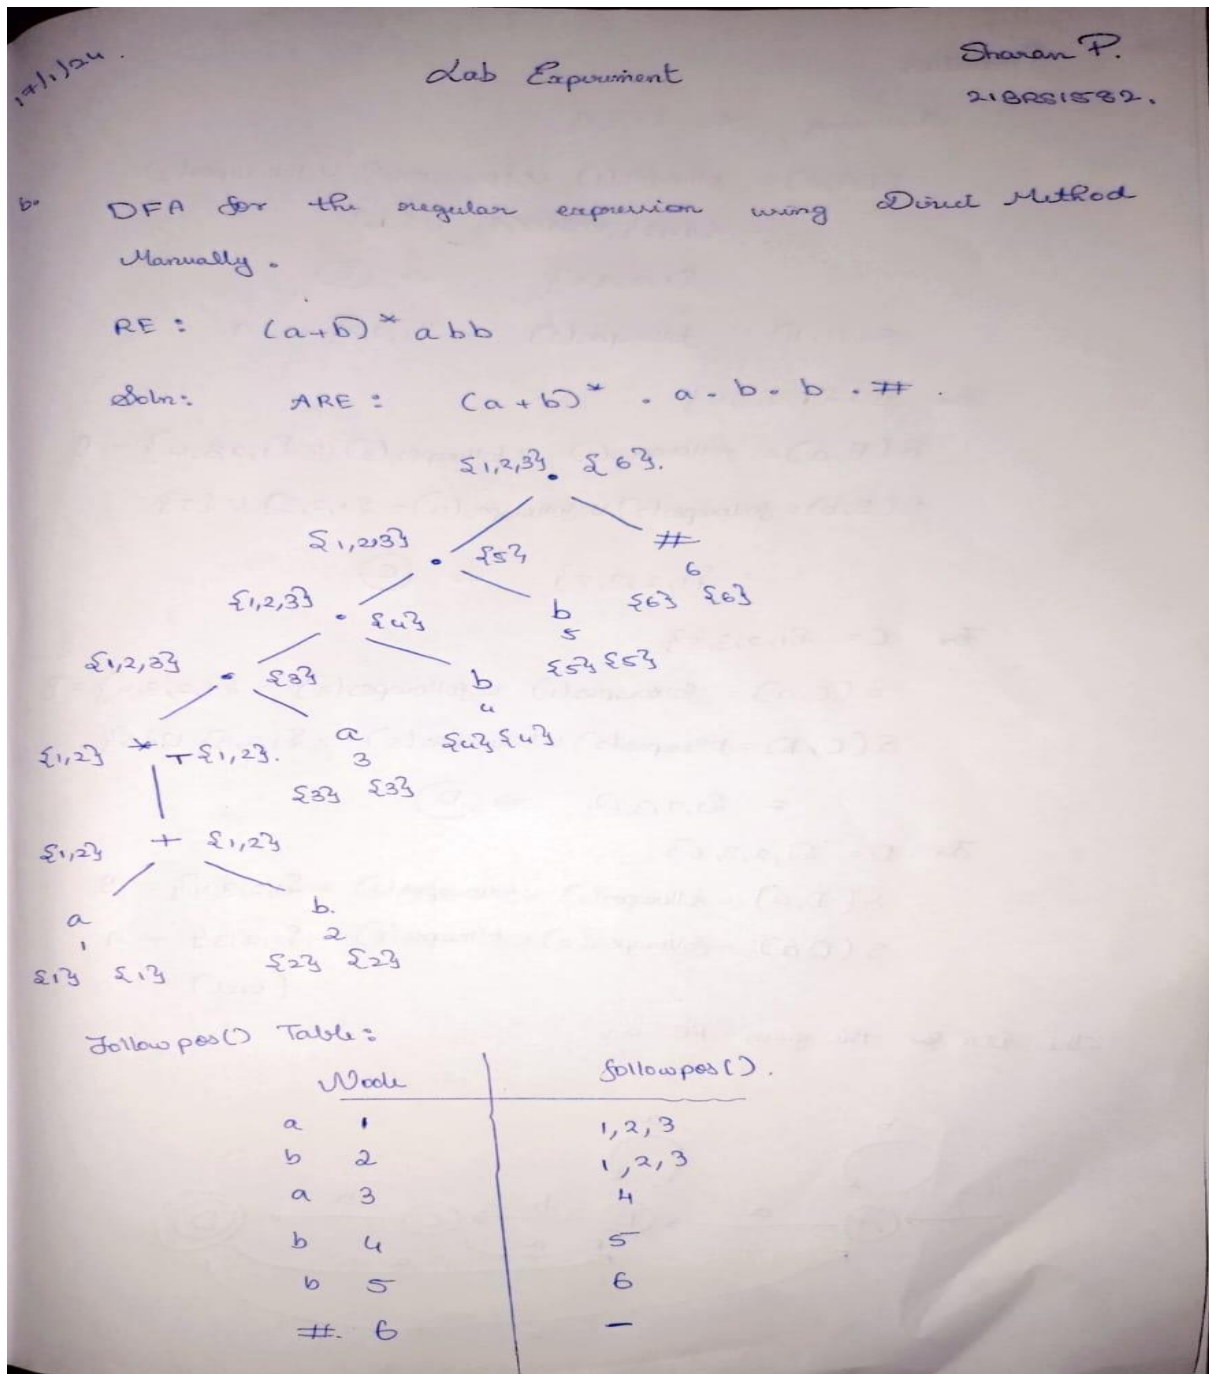 17/1/24.
Lab Experiment
Sharan P.
21BRS1582.
b. DFA for the regular expression using Direct Method
Manually.
RE : (a+b)* abb
Soln: ARE : (a+b)* . a . b . b . # .
{1,2,3} . {6}.
{1,2,3} . {5} #
6
{1,2,3} . {4} b {6} {6}
5
{1,2,3} . {3} b {5} {5}
4
{1,2} * {1,2}. a {4} {4}
3
{3} {3}
{1,2} + {1,2}
a b.
1 2
{1} {1} {2} {2}
Followpos() Table :
Node followpos().
a 1 1,2,3
b 2 1,2,3
a 3 4
b 4 5
b 5 6
#. 6 –